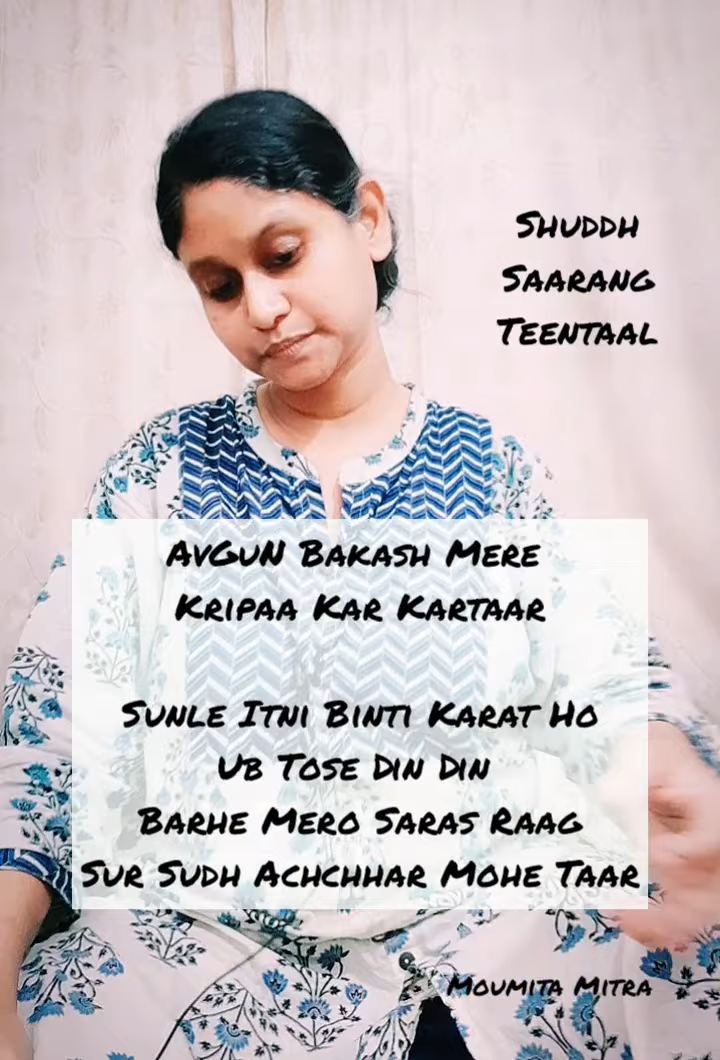 Shuddh
Saarang
Teentaal
AvGuN Bakash Mere
Kripaa Kar Kartaar
Sunle Itni Binti Karat Ho
Ub Tose Din Din
Barhe Mero Saras Raag
Sur Sudh Achchhar Mohe Taar
Moumita Mitra